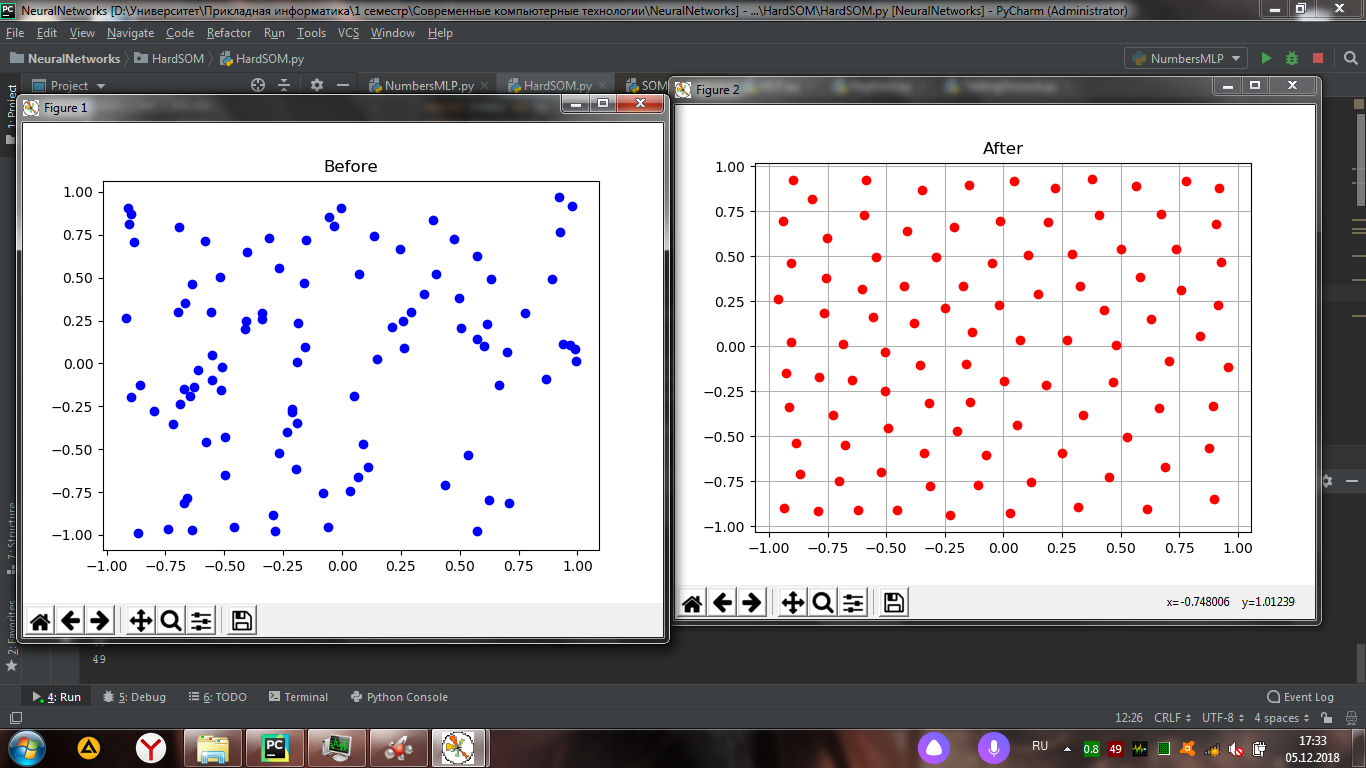 NeuralNetworks [D:\Университет\Прикладная информатика\1 семестр\Современные компьютерные технологии\NeuralNetworks] - ...\HardSOM\HardSOM.py [NeuralNetworks] - PyCharm (Administrator)
File Edit View Navigate Code Refactor Run Tools VCS Window Help
NeuralNetworks HardSOM HardSOM.py NumbersMLP
1: Project
Project NumbersMLP.py HardSOM.py SOM
Figure 1
Before
1.00
0.75
0.50
0.25
0.00
−0.25
−0.50
−0.75
−1.00
−1.00 −0.75 −0.50 −0.25 0.00 0.25 0.50 0.75 1.00
Figure 2
After
1.00
0.75
0.50
0.25
0.00
−0.25
−0.50
−0.75
−1.00
−1.00 −0.75 −0.50 −0.25 0.00 0.25 0.50 0.75 1.00
x=-0.748006 y=1.01239
7: Structure
2: Favorites
49
4: Run 5: Debug 6: TODO Terminal Python Console Event Log
12:26 CRLF UTF-8 4 spaces
PC RU 0.8 49 17:33
05.12.2018